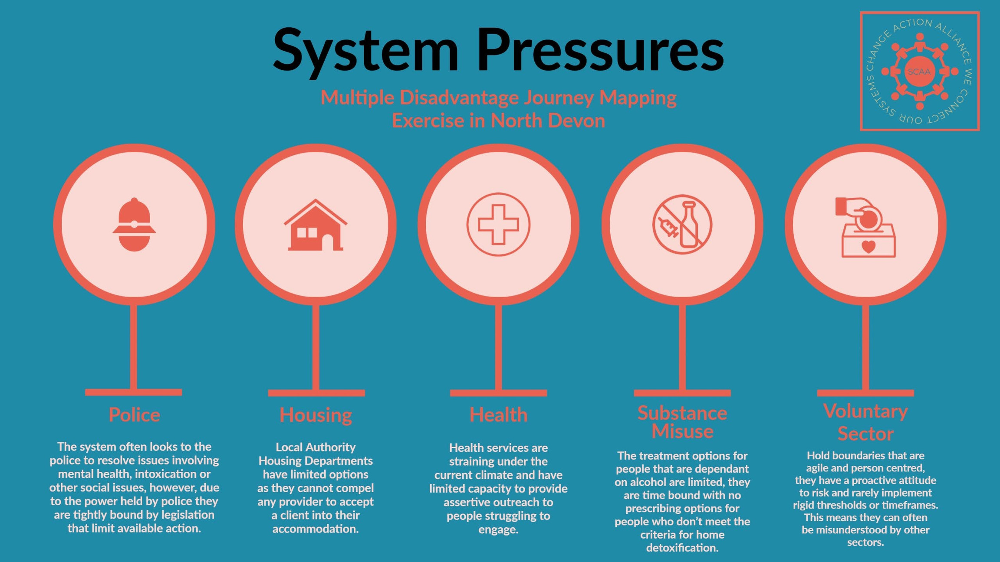 System Pressures
Multiple Disadvantage Journey Mapping
Exercise in North Devon
SYSTEMS CHANGE ACTION ALLIANCE WE CONNECT OUR
SCAA
Police
The system often looks to the
police to resolve issues involving
mental health, intoxication or
other social issues, however, due
to the power held by police they
are tightly bound by legislation
that limit available action.
Housing
Local Authority
Housing Departments
have limited options
as they cannot compel
any provider to accept
a client into their
accommodation.
Health
Health services are
straining under the
current climate and have
limited capacity to provide
assertive outreach to
people struggling to
engage.
Substance
Misuse
The treatment options for
people that are dependant
on alcohol are limited, they
are time bound with no
prescribing options for
people who don’t meet the
criteria for home
detoxification.
Voluntary
Sector
Hold boundaries that are
agile and person centred,
they have a proactive attitude
to risk and rarely implement
rigid thresholds or timeframes.
This means they can often
be misunderstood by other
sectors.